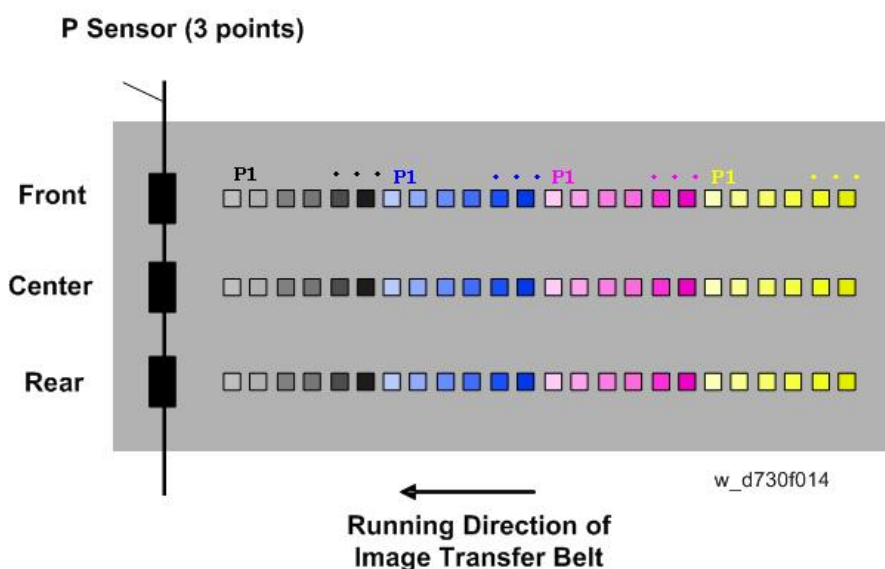 P Sensor (3 points)
P1 P1 P1 P1
Front
Center
Rear
w_d730f014
Running Direction of
Image Transfer Belt